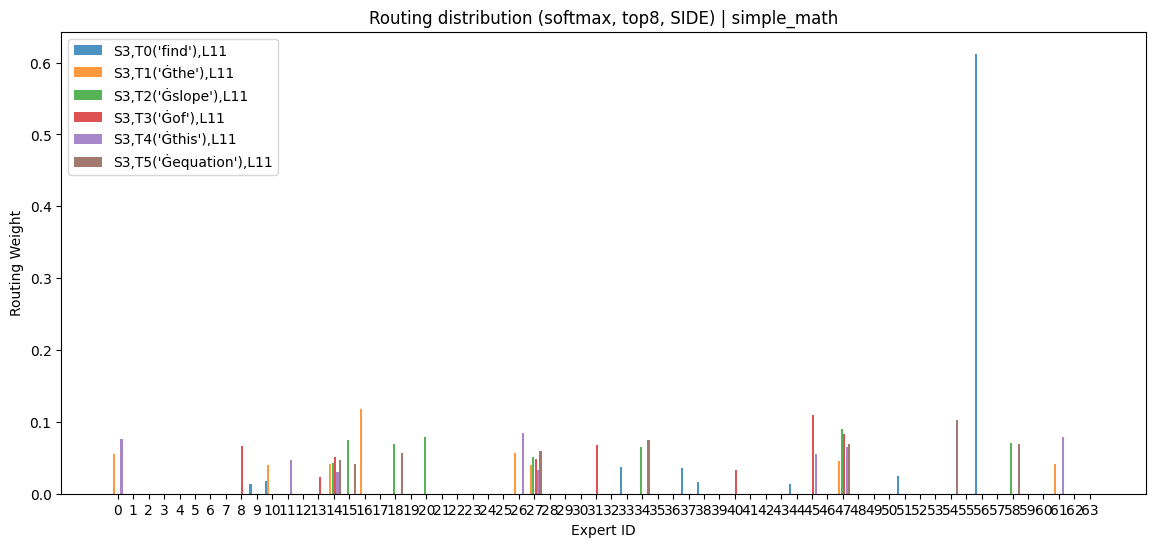 Routing distribution (softmax, top8, SIDE) | simple_math
S3,T0('find'),L11
S3,T1('Ġthe'),L11
S3,T2('Ġslope'),L11
S3,T3('Ġof'),L11
S3,T4('Ġthis'),L11
S3,T5('Ġequation'),L11
Routing Weight
0.6
0.5
0.4
0.3
0.2
0.1
0.0
0 1 2 3 4 5 6 7 8 9 10 11 12 13 14 15 16 17 18 19 20 21 22 23 24 25 26 27 28 29 30 31 32 33 34 35 36 37 38 39 40 41 42 43 44 45 46 47 48 49 50 51 52 53 54 55 56 57 58 59 60 61 62 63
Expert ID